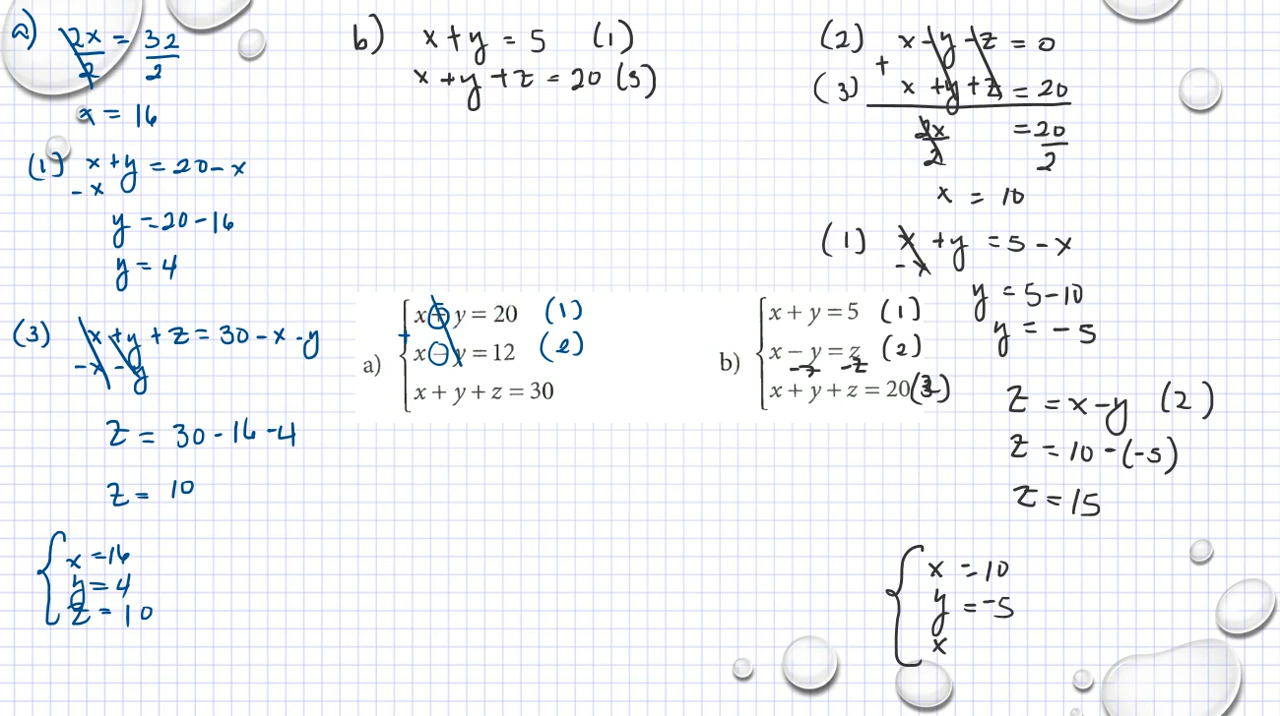 a) 2x/2 = 32/2
x = 16
(1) x + y = 20 - x
- x
y = 20 - 16
y = 4
(3) x + y + z = 30 - x - y
- x - y
z = 30 - 16 - 4
z = 10
{ x = 16
y = 4
z = 10
b) x + y = 5 (1)
x + y + z = 20 (3)
a) { x + y = 20 (1)
+ x - y = 12 (2)
x + y + z = 30
b) { x + y = 5 (1)
x - y = z (2)
- z - z
x + y + z = 20 (3)
(2) x - y - z = 0
+
(3) x + y + z = 20
2x/2 = 20/2
x = 10
(1) x + y = 5 - x
- x
y = 5 - 10
y = - 5
z = x - y (2)
z = 10 - (-5)
z = 15
{ x = 10
y = -5
x